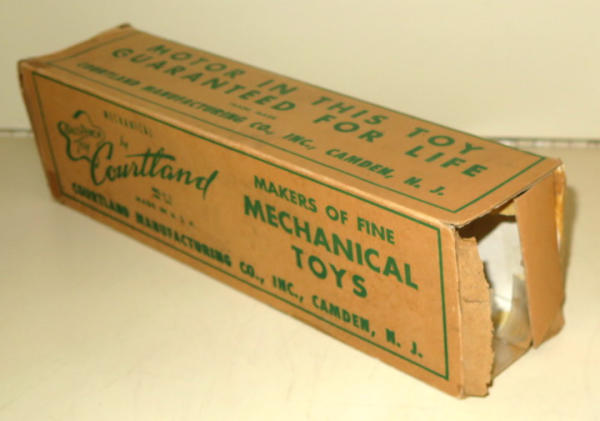 MOTOR IN THIS TOY
GUARANTEED FOR LIFE
COURTLAND MANUFACTURING CO., INC., CAMDEN, N. J.
MECHANICAL
by
Courtland
MADE IN U.S.A.
MAKERS OF FINE
MECHANICAL
TOYS
COURTLAND MANUFACTURING CO., INC., CAMDEN, N. J.